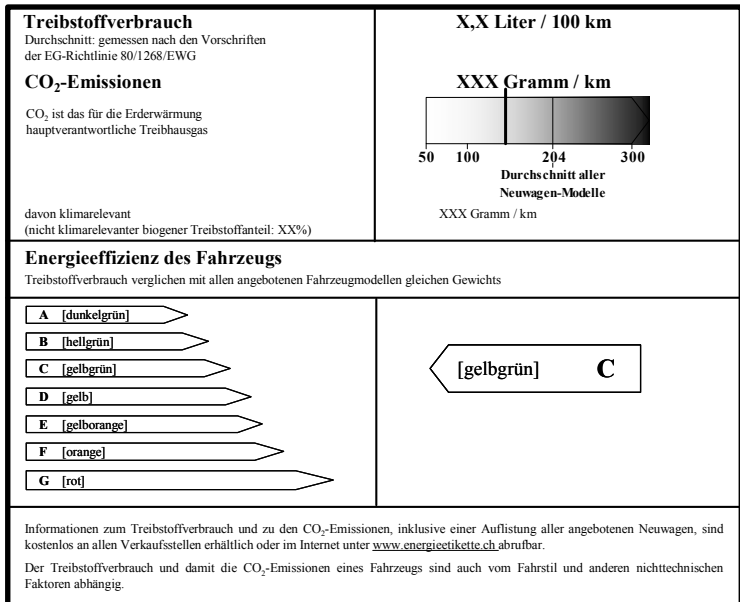 Treibstoffverbrauch
Durchschnitt: gemessen nach den Vorschriften
der EG-Richtlinie 80/1268/EWG
X,X Liter / 100 km
CO₂-Emissionen
CO₂ ist das für die Erderwärmung
hauptverantwortliche Treibhausgas
XXX Gramm / km
50 100 204 300
Durchschnitt aller
Neuwagen-Modelle
davon klimarelevant
(nicht klimarelevanter biogener Treibstoffanteil: XX%)
XXX Gramm / km
Energieeffizienz des Fahrzeugs
Treibstoffverbrauch verglichen mit allen angebotenen Fahrzeugmodellen gleichen Gewichts
A [dunkelgrün]
B [hellgrün]
C [gelbgrün]
D [gelb]
E [gelborange]
F [orange]
G [rot]
[gelbgrün] C
Informationen zum Treibstoffverbrauch und zu den CO₂-Emissionen, inklusive einer Auflistung aller angebotenen Neuwagen, sind
kostenlos an allen Verkaufsstellen erhältlich oder im Internet unter www.energieetikette.ch abrufbar.
Der Treibstoffverbrauch und damit die CO₂-Emissionen eines Fahrzeugs sind auch vom Fahrstil und anderen nichttechnischen
Faktoren abhängig.